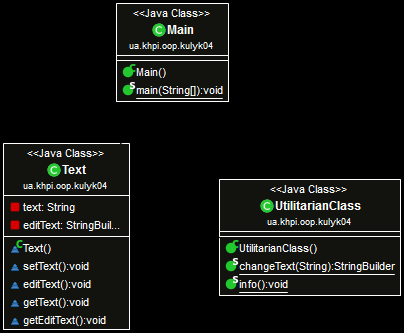 <<Java Class>>
Main
ua.khpi.oop.kulyk04
Main()
main(String[]):void
<<Java Class>>
Text
ua.khpi.oop.kulyk04
text: String
editText: StringBuil...
Text()
setText():void
editText():void
getText():void
getEditText():void
<<Java Class>>
UtilitarianClass
ua.khpi.oop.kulyk04
UtilitarianClass()
changeText(String):StringBuilder
info():void